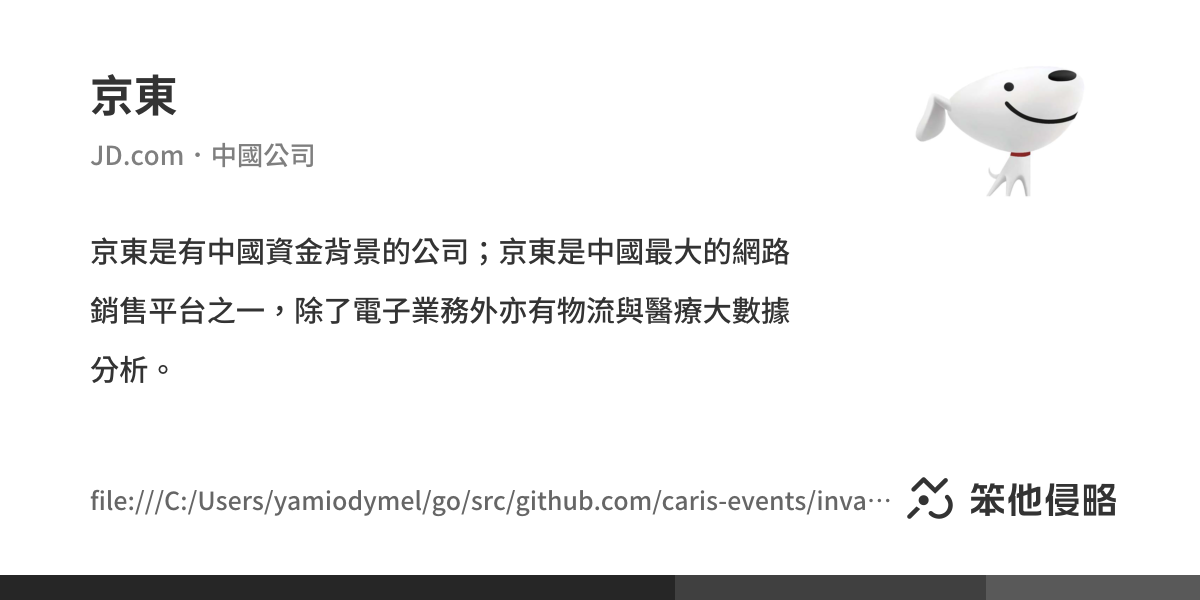 京東
JD.com・中國公司
京東是有中國資金背景的公司；京東是中國最大的網路
銷售平台之一，除了電子業務外亦有物流與醫療大數據
分析。
file:///C:/Users/yamiodymel/go/src/github.com/caris-events/inva…
笨他侵略